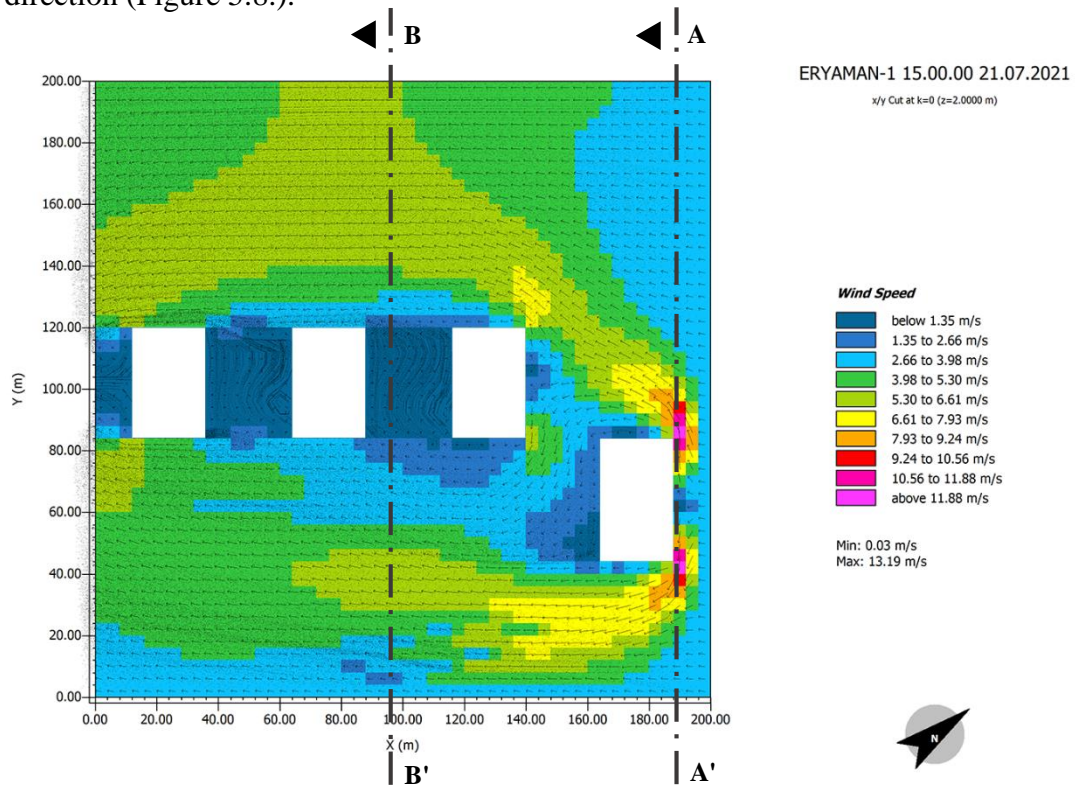 direction (Figure 3.8.).
B
A
ERYAMAN-1 15.00.00 21.07.2021
x/y Cut at k=0 (z=2.0000 m)
200.00
180.00
160.00
140.00
120.00
100.00
80.00
60.00
40.00
20.00
0.00
Y (m)
0.00 20.00 40.00 60.00 80.00 100.00 120.00 140.00 160.00 180.00 200.00
X (m)
Wind Speed
below 1.35 m/s
1.35 to 2.66 m/s
2.66 to 3.98 m/s
3.98 to 5.30 m/s
5.30 to 6.61 m/s
6.61 to 7.93 m/s
7.93 to 9.24 m/s
9.24 to 10.56 m/s
10.56 to 11.88 m/s
above 11.88 m/s
Min: 0.03 m/s
Max: 13.19 m/s
N
B'
A'